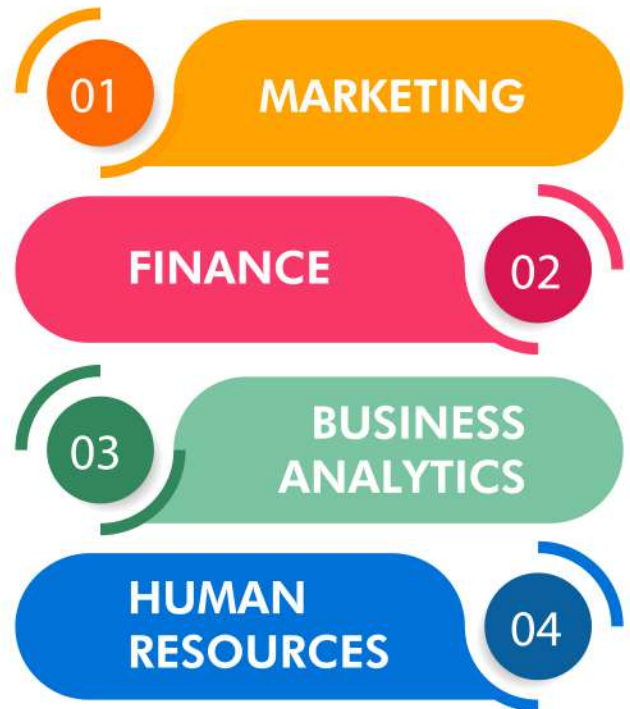 01
MARKETING
FINANCE
02
03
BUSINESS
ANALYTICS
HUMAN
RESOURCES
04